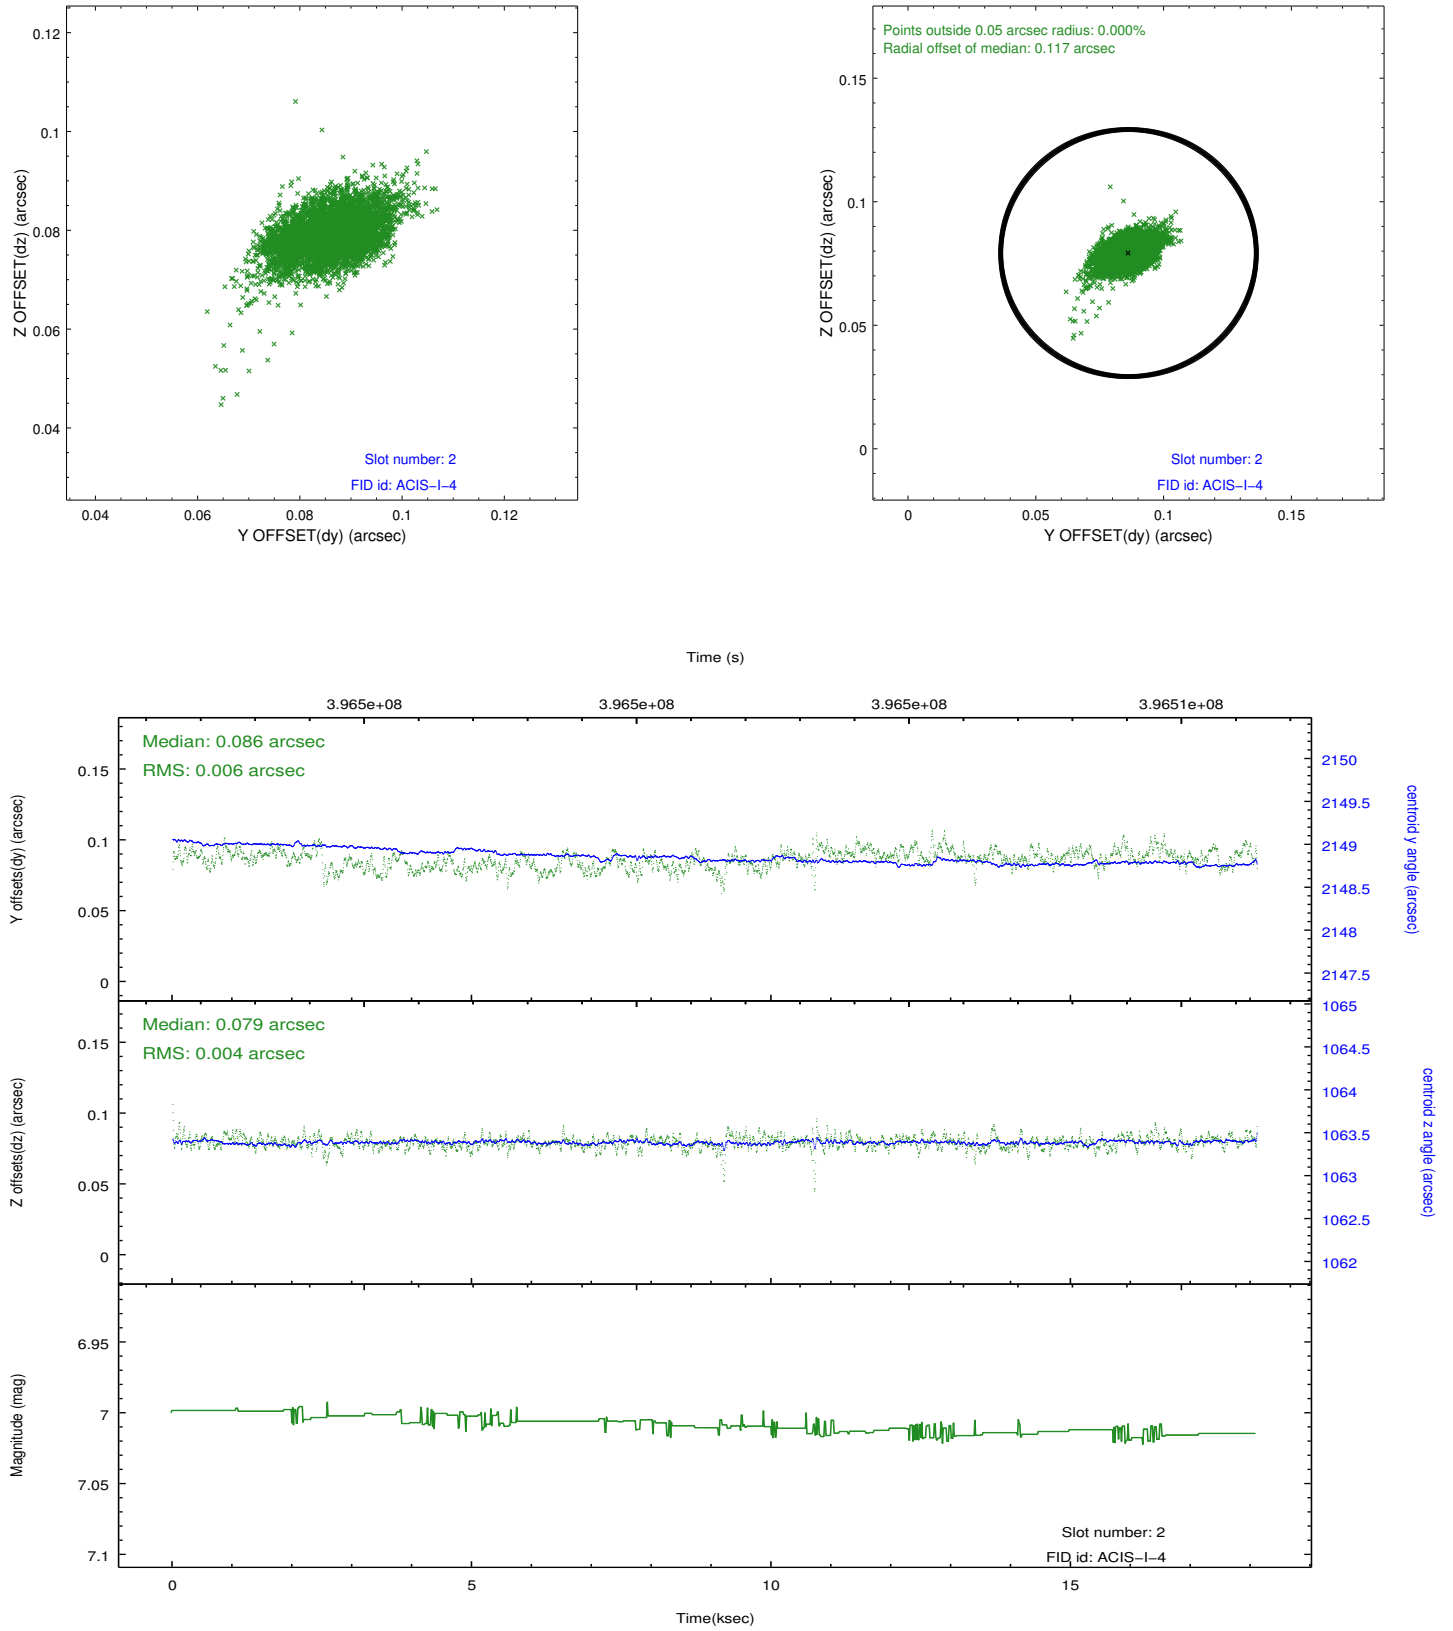 0.12
0.1
0.08
0.06
0.04
Z OFFSET(dz) (arcsec)
Slot number: 2
FID id: ACIS−I−4
0.04 0.06 0.08 0.1 0.12
Y OFFSET(dy) (arcsec)
Points outside 0.05 arcsec radius: 0.000%
Radial offset of median: 0.117 arcsec
0.15
0.1
0.05
0
Z OFFSET(dz) (arcsec)
Slot number: 2
FID id: ACIS−I−4
0 0.05 0.1 0.15
Y OFFSET(dy) (arcsec)
Time (s)
3.965e+08 3.965e+08 3.965e+08 3.9651e+08
Median: 0.086 arcsec
RMS: 0.006 arcsec
0.15
0.1
0.05
0
Y offsets(dy) (arcsec)
2150
2149.5
2149
2148.5
2148
2147.5
centroid y angle (arcsec)
Median: 0.079 arcsec
RMS: 0.004 arcsec
0.15
0.1
0.05
0
Z offsets(dz) (arcsec)
1065
1064.5
1064
1063.5
1063
1062.5
1062
centroid z angle (arcsec)
6.95
7
7.05
7.1
Magnitude (mag)
Slot number: 2
FID id: ACIS−I−4
0 5 10 15
Time(ksec)